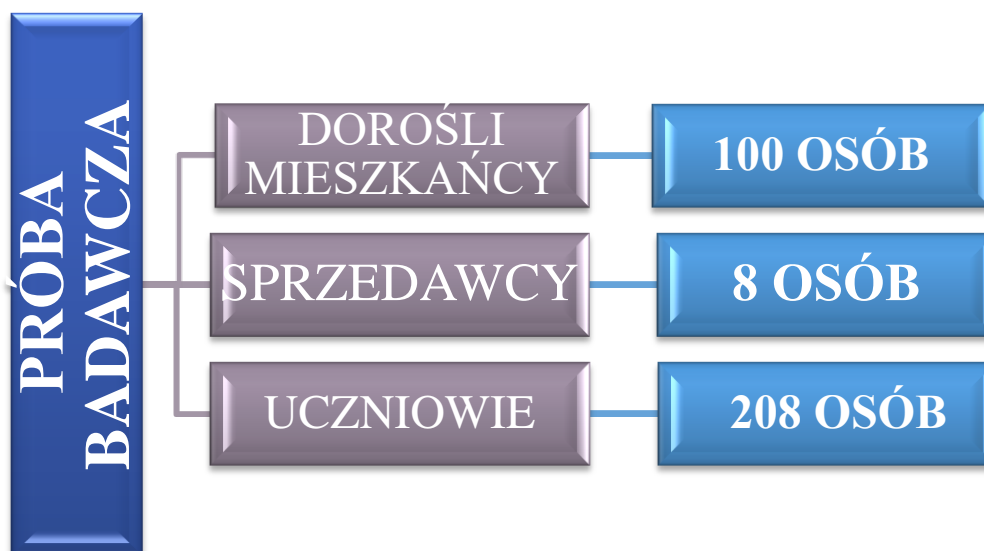 PRÓBA
BADAWCZA
DOROŚLI
MIESZKAŃCY
100 OSÓB
SPRZEDAWCY
8 OSÓB
UCZNIOWIE
208 OSÓB